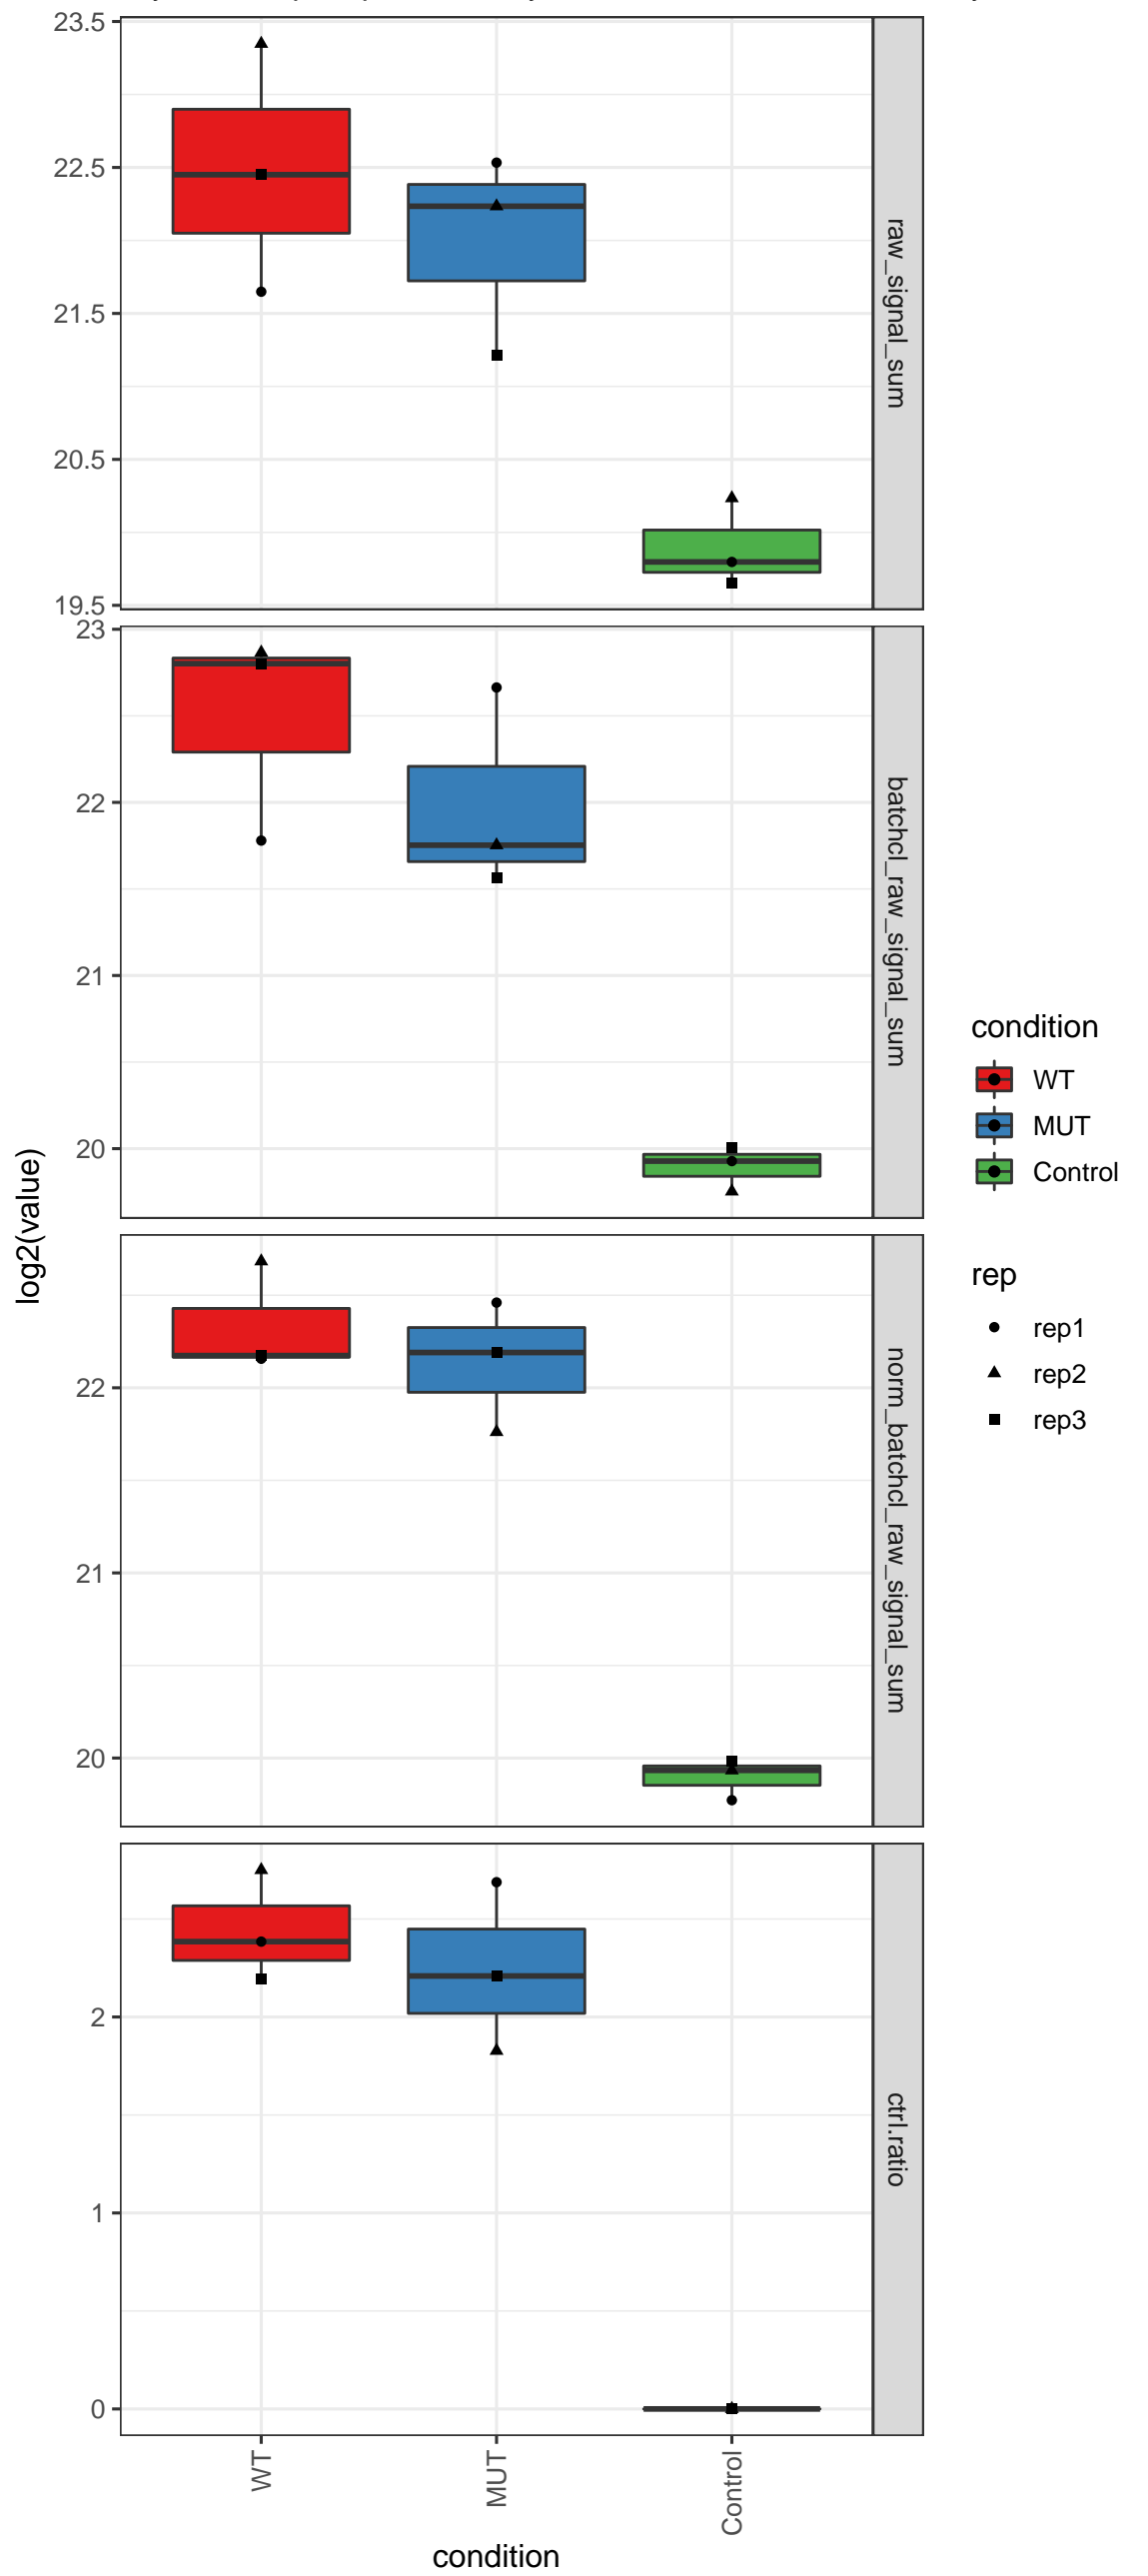 23.5
22.5
21.5
20.5
19.5
raw_signal_sum
23
22
21
20
batchcl_raw_signal_sum
22
21
20
norm_batchcl_raw_signal_sum
2
1
0
ctrl.ratio
WT
MUT
Control
condition
log2(value)
condition
WT
MUT
Control
rep
rep1
rep2
rep3